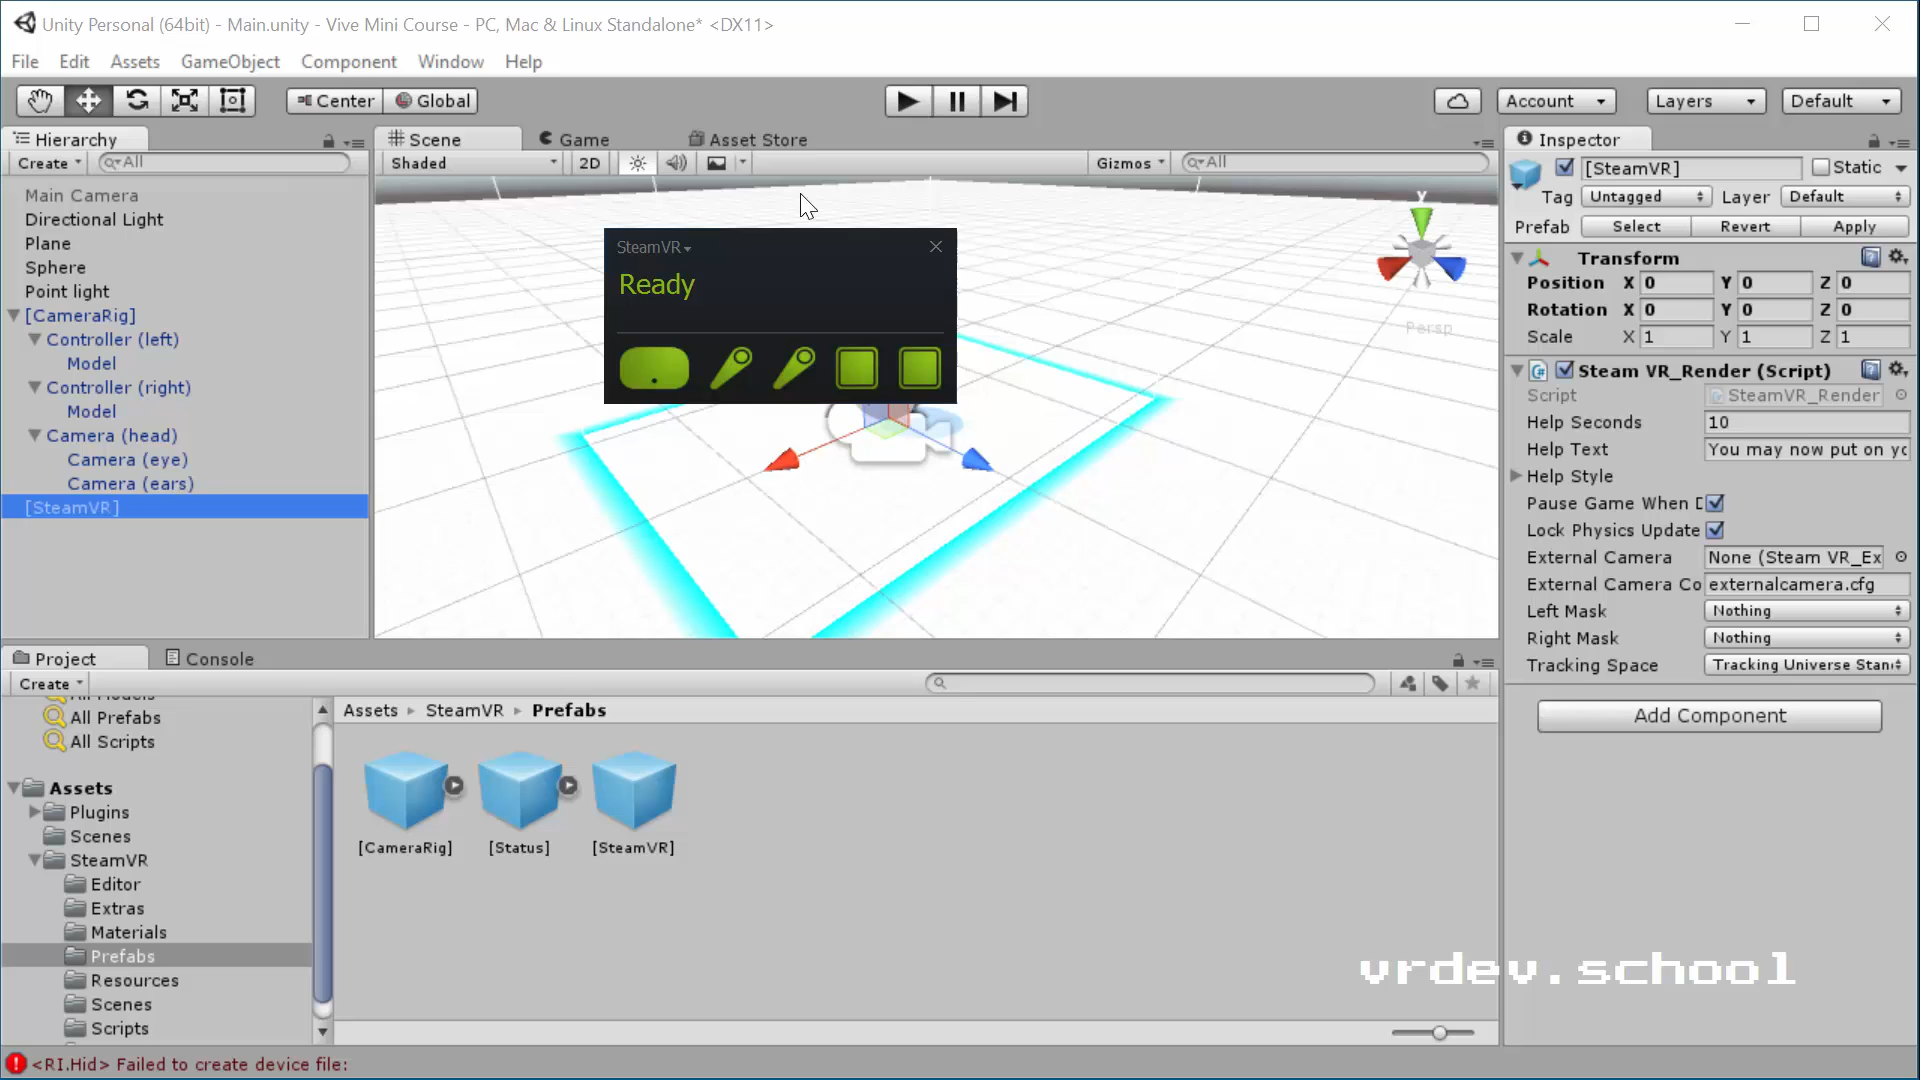 Unity Personal (64bit) - Main.unity - Vive Mini Course - PC, Mac & Linux Standalone* <DX11>
File Edit Assets GameObject Component Window Help
Center Global Account Layers Default
Hierarchy
Create All
Main Camera
Directional Light
Plane
Sphere
Point light
[CameraRig]
Controller (left)
Model
Controller (right)
Model
Camera (head)
Camera (eye)
Camera (ears)
[SteamVR]
Scene Game Asset Store
Shaded 2D Gizmos All
SteamVR
Ready
Y
Persp
Inspector
[SteamVR] Static
Tag Untagged Layer Default
Prefab Select Revert Apply
Transform
Position X 0 Y 0 Z 0
Rotation X 0 Y 0 Z 0
Scale X 1 Y 1 Z 1
Steam VR_Render (Script)
Script SteamVR_Render
Help Seconds 10
Help Text You may now put on yo
Help Style
Pause Game When D
Lock Physics Update
External Camera None (Steam VR_Ex
External Camera Co externalcamera.cfg
Left Mask Nothing
Right Mask Nothing
Tracking Space Tracking Universe Stan
Add Component
Project Console
Create
All Models
All Prefabs
All Scripts
Assets
Plugins
Scenes
SteamVR
Editor
Extras
Materials
Prefabs
Resources
Scenes
Scripts
Assets SteamVR Prefabs
[CameraRig] [Status] [SteamVR]
vrdev.school
<RI.Hid> Failed to create device file: